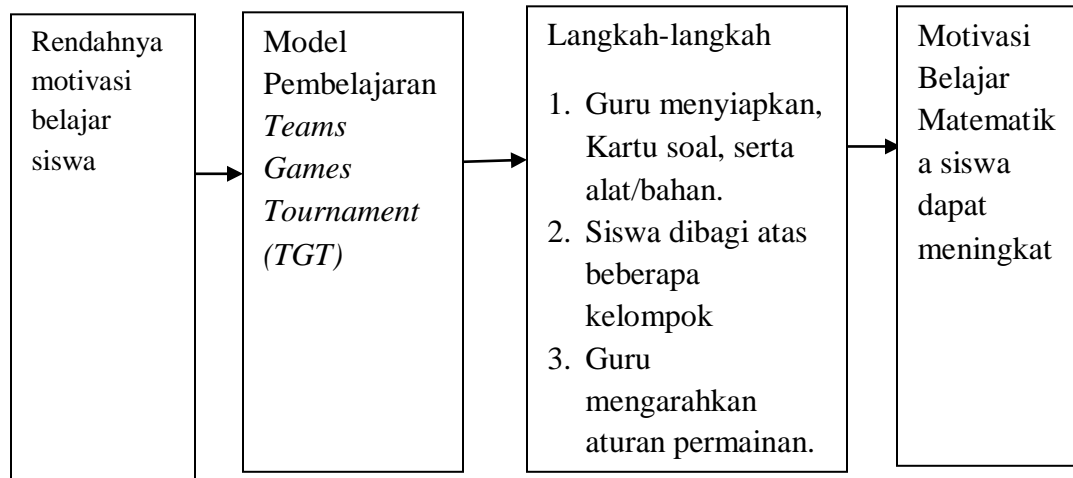 Rendahnya
motivasi
belajar
siswa
Model
Pembelajaran
Teams
Games
Tournament
(TGT)
Langkah-langkah
1. Guru menyiapkan,
Kartu soal, serta
alat/bahan.
2. Siswa dibagi atas
beberapa
kelompok
3. Guru
mengarahkan
aturan permainan.
Motivasi
Belajar
Matematik
a siswa
dapat
meningkat